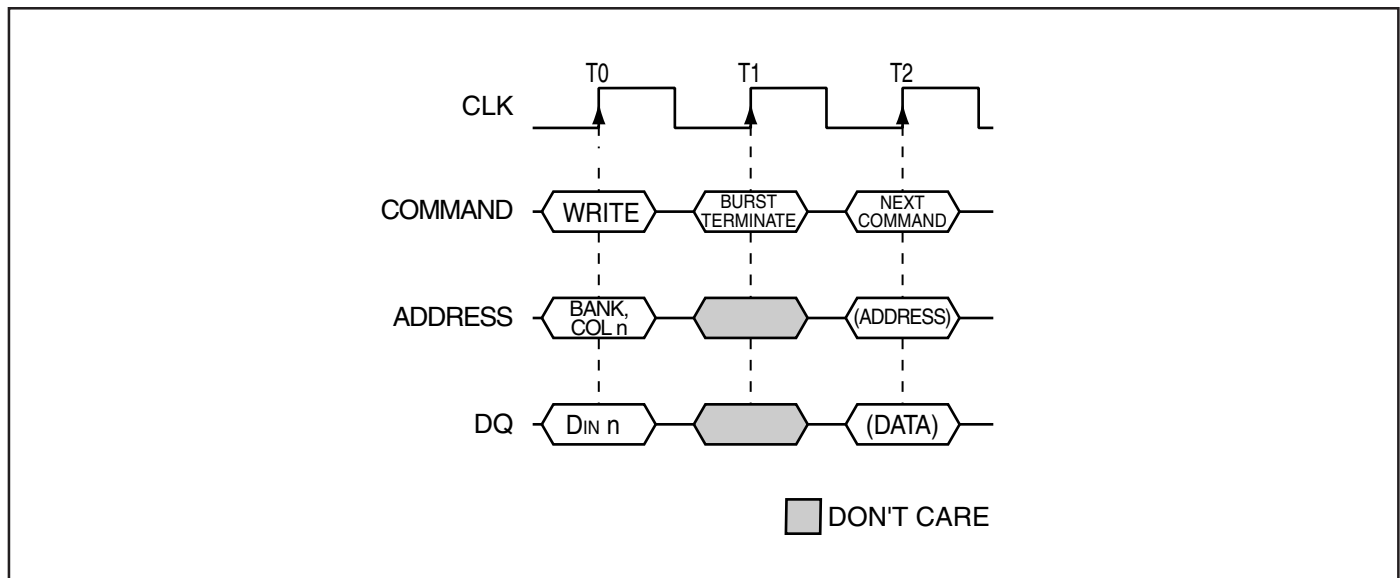 T0 T1 T2
CLK
COMMAND WRITE BURST TERMINATE NEXT COMMAND
ADDRESS BANK, COL n (ADDRESS)
DQ DIN n (DATA)
DON'T CARE